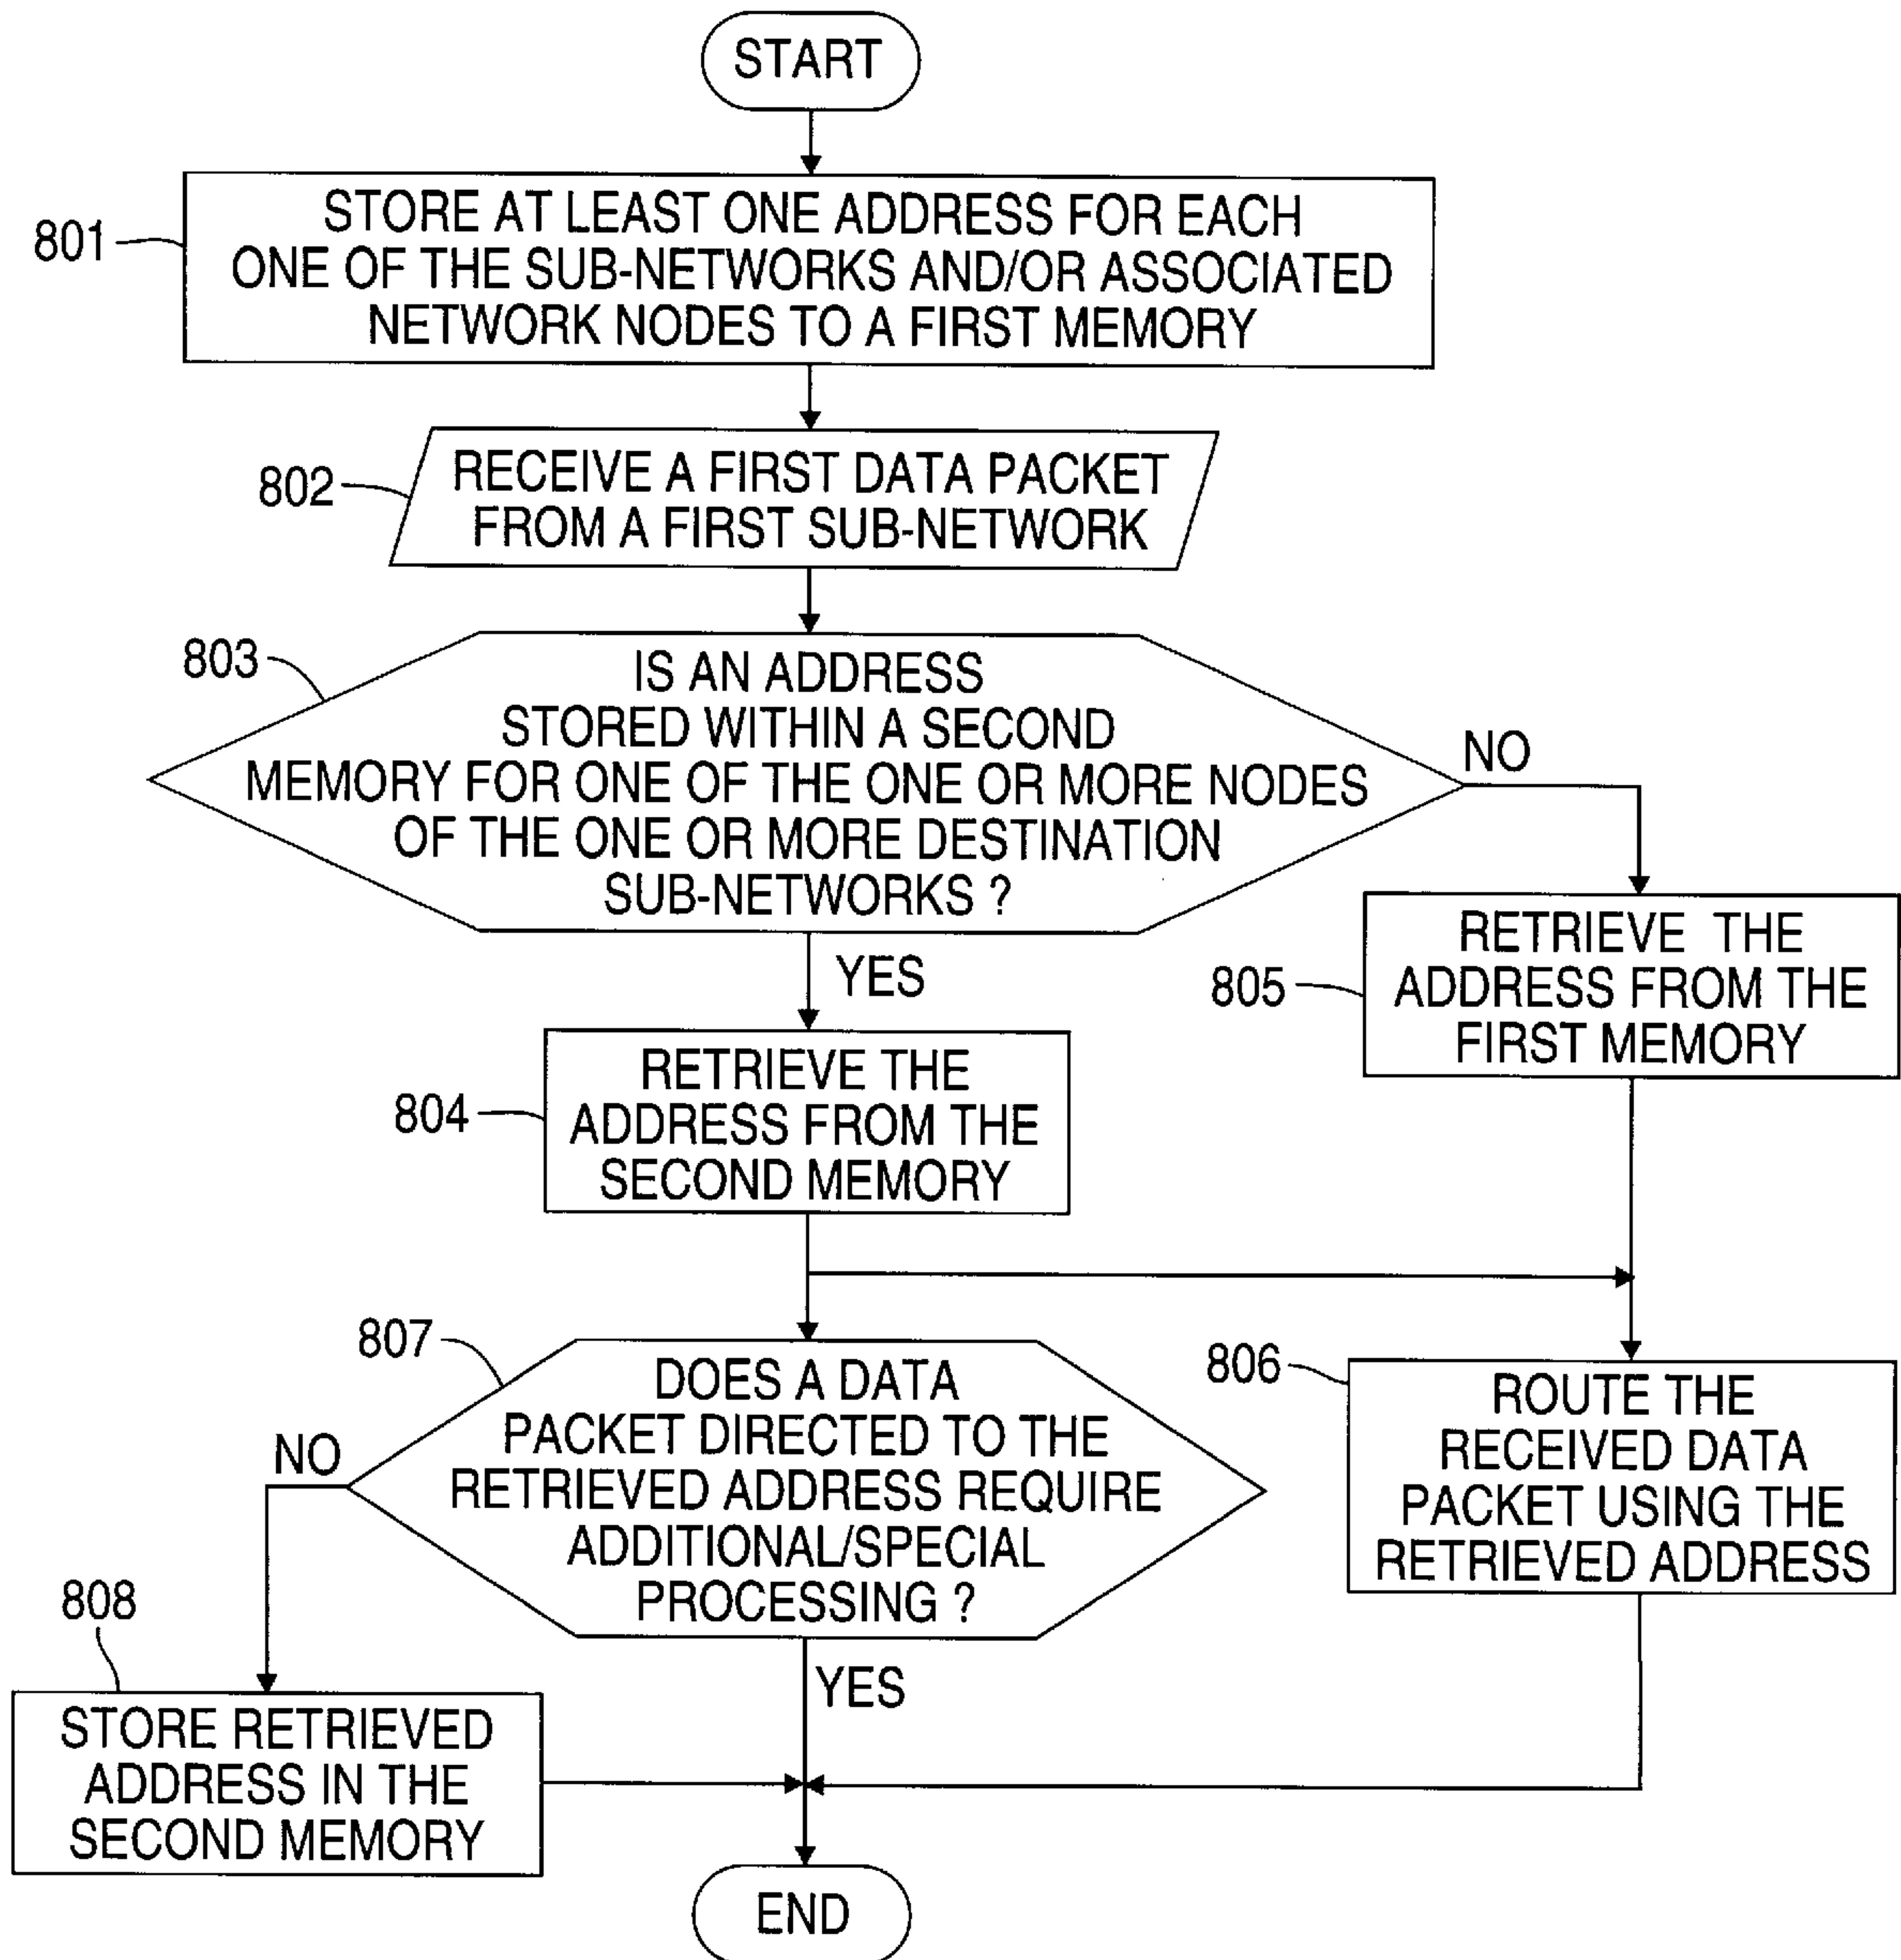 START
801
STORE AT LEAST ONE ADDRESS FOR EACH
ONE OF THE SUB-NETWORKS AND/OR ASSOCIATED
NETWORK NODES TO A FIRST MEMORY
802
RECEIVE A FIRST DATA PACKET
FROM A FIRST SUB-NETWORK
803
IS AN ADDRESS
STORED WITHIN A SECOND
MEMORY FOR ONE OF THE ONE OR MORE NODES
OF THE ONE OR MORE DESTINATION
SUB-NETWORKS ?
NO
YES
805
RETRIEVE THE
ADDRESS FROM THE
FIRST MEMORY
804
RETRIEVE THE
ADDRESS FROM THE
SECOND MEMORY
807
DOES A DATA
PACKET DIRECTED TO THE
RETRIEVED ADDRESS REQUIRE
ADDITIONAL/SPECIAL
PROCESSING ?
NO
YES
806
ROUTE THE
RECEIVED DATA
PACKET USING THE
RETRIEVED ADDRESS
808
STORE RETRIEVED
ADDRESS IN THE
SECOND MEMORY
END